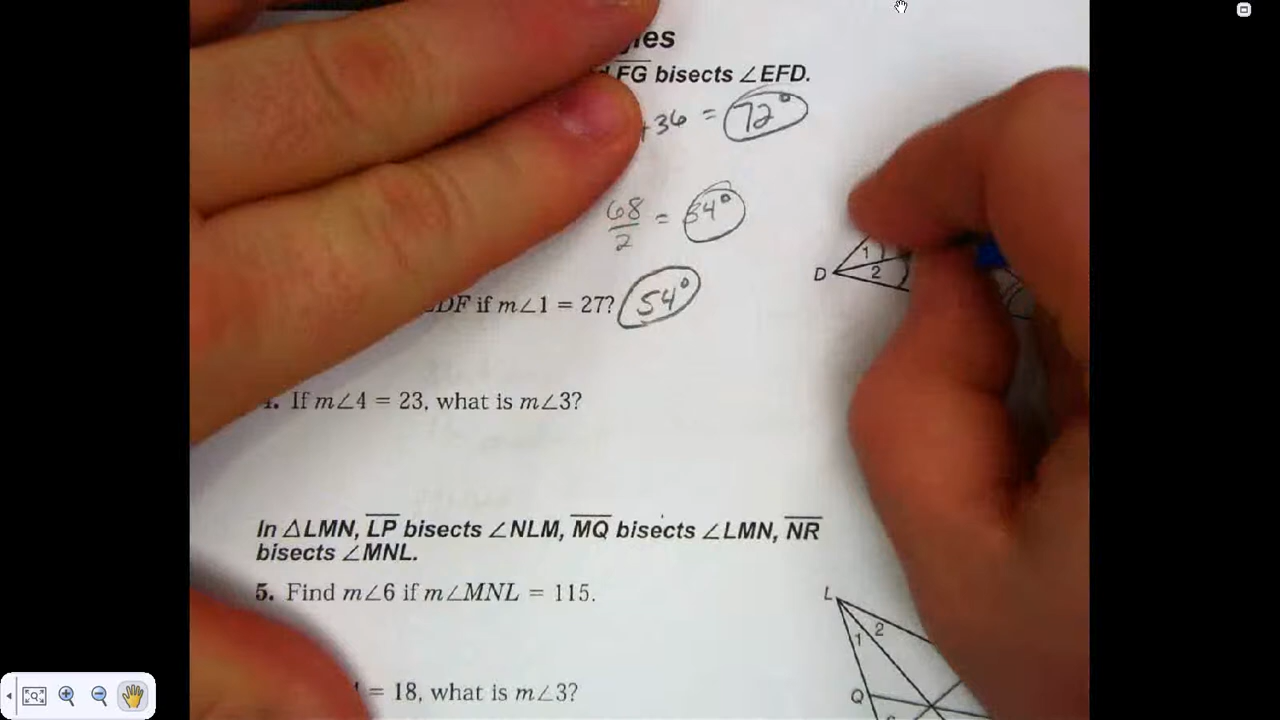 FG bisects ∠EFD.
+36 = 72°
68/2 = 34°
DF if m∠1 = 27? 54°
1
D
2
If m∠4 = 23, what is m∠3?
In △LMN, LP bisects ∠NLM, MQ bisects ∠LMN, NR
bisects ∠MNL.
5. Find m∠6 if m∠MNL = 115.
L
2
1
= 18, what is m∠3?
Q